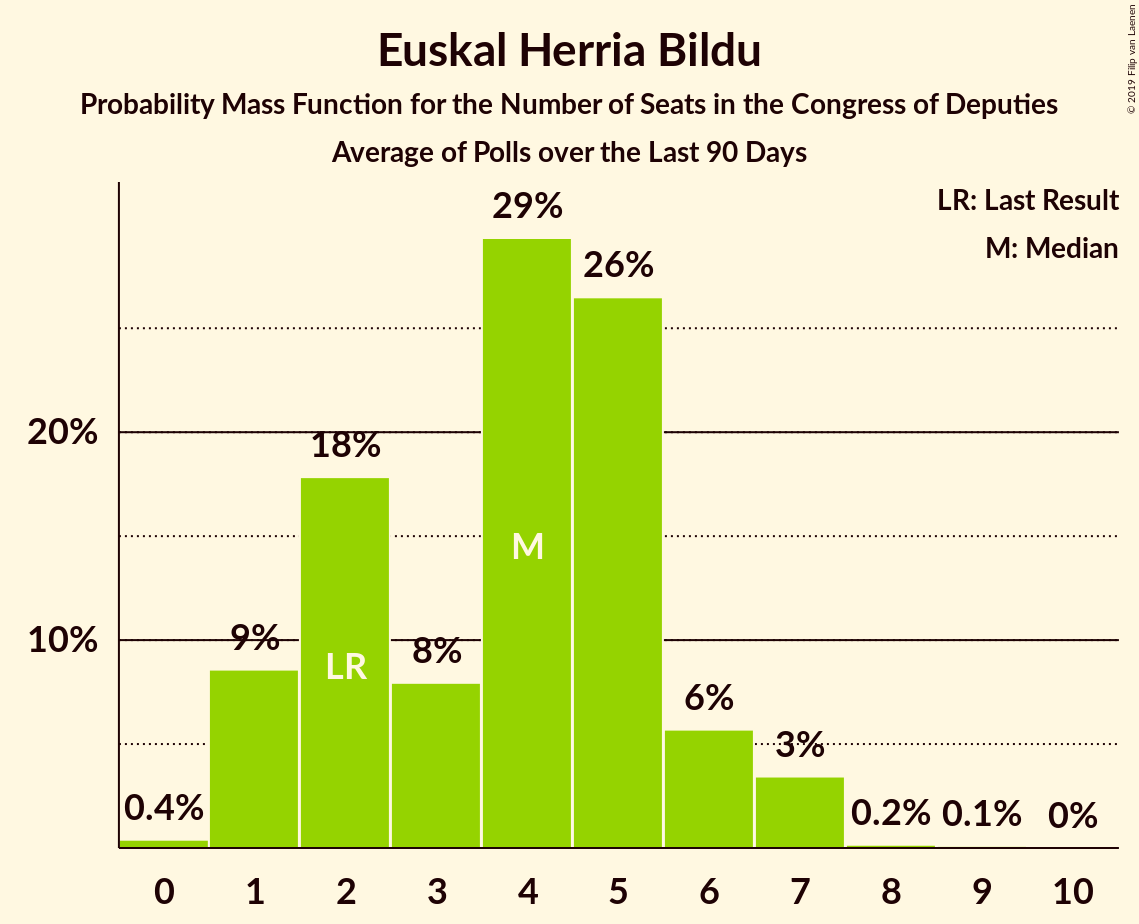 Euskal Herria Bildu
Probability Mass Function for the Number of Seats in the Congress of Deputies
Average of Polls over the Last 90 Days
© 2019 Filip van Laenen
LR: Last Result
M: Median
29%
26%
20%
18%
M
10%
9%
8%
LR
6%
3%
0.4%
0.2%
0.1%
0%
0 1 2 3 4 5 6 7 8 9 10